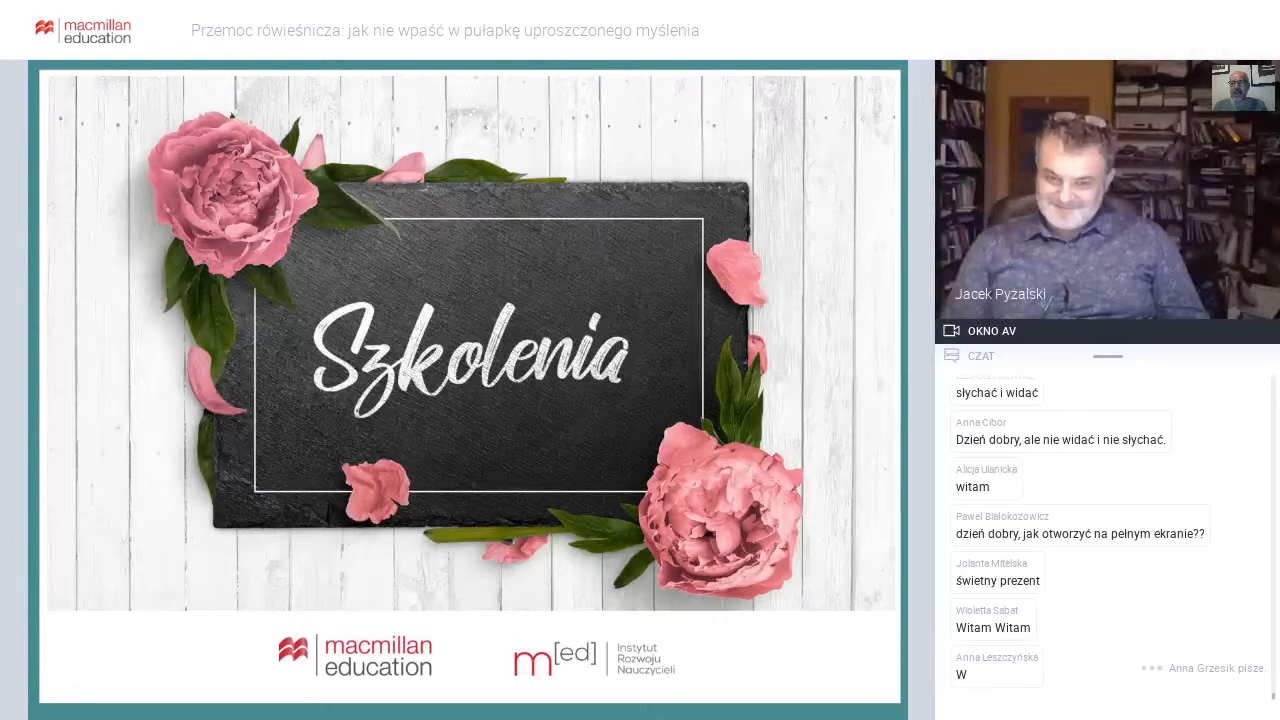 macmillan
education
Przemoc rówieśnicza: jak nie wpaść w pułapkę uproszczonego myślenia
Szkolenia
macmillan
education
m[ed]
Instytut
Rozwoju
Nauczycieli
Jacek Pyżalski
OKNO AV
CZAT
słychać i widać
Anna Cibor
Dzień dobry, ale nie widać i nie słychać.
Alicja Ulanicka
witam
Paweł Białokozowicz
dzień dobry, jak otworzyć na pełnym ekranie??
Jolanta Mitelska
świetny prezent
Wioletta Sabat
Witam Witam
Anna Leszczyńska
W
Anna Grzesik pisze.